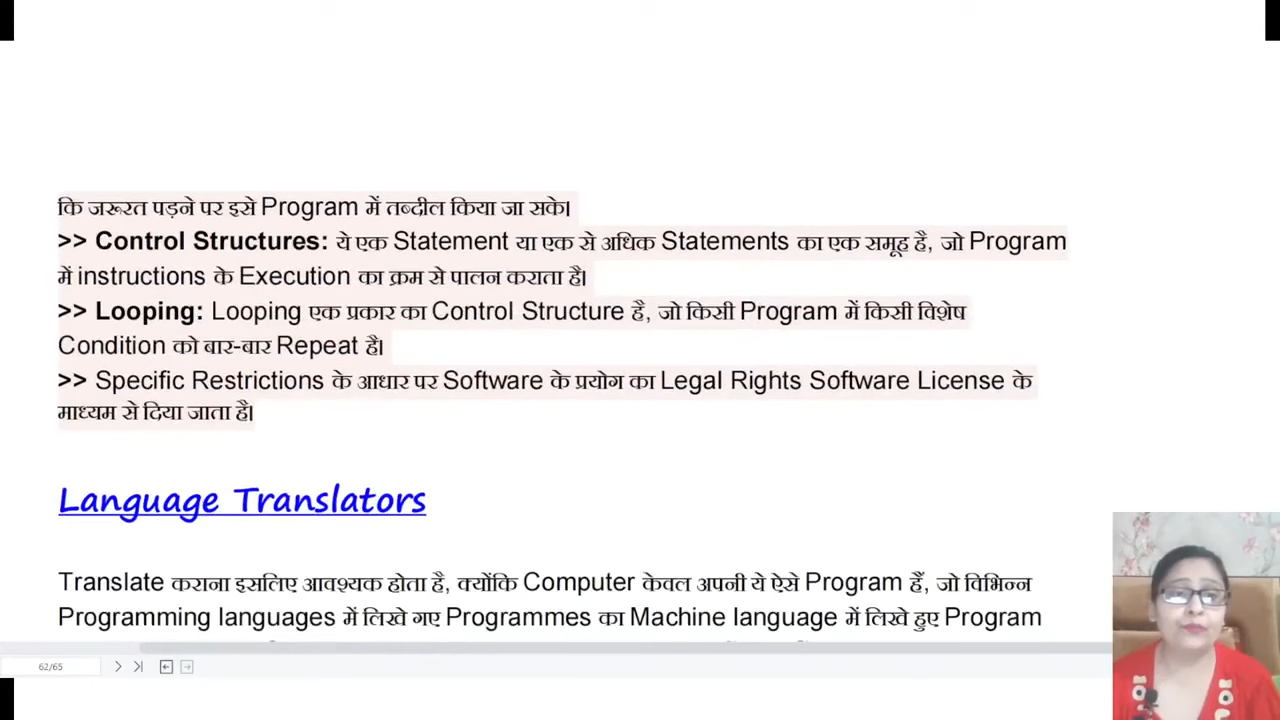 कि जरूरत पड़ने पर इसे Program में तब्दील किया जा सके।
>> Control Structures: ये एक Statement या एक से अधिक Statements का एक समूह है, जो Program
में instructions के Execution का क्रम से पालन कराता है।
>> Looping: Looping एक प्रकार का Control Structure है, जो किसी Program में किसी विशेष
Condition को बार-बार Repeat है।
>> Specific Restrictions के आधार पर Software के प्रयोग का Legal Rights Software License के
माध्यम से दिया जाता है।
Language Translators
Translate कराना इसलिए आवश्यक होता है, क्योंकि Computer केवल अपनी ये ऐसे Program हैं, जो विभिन्न
Programming languages में लिखे गए Programmes का Machine language में लिखे हुए Program
62/65